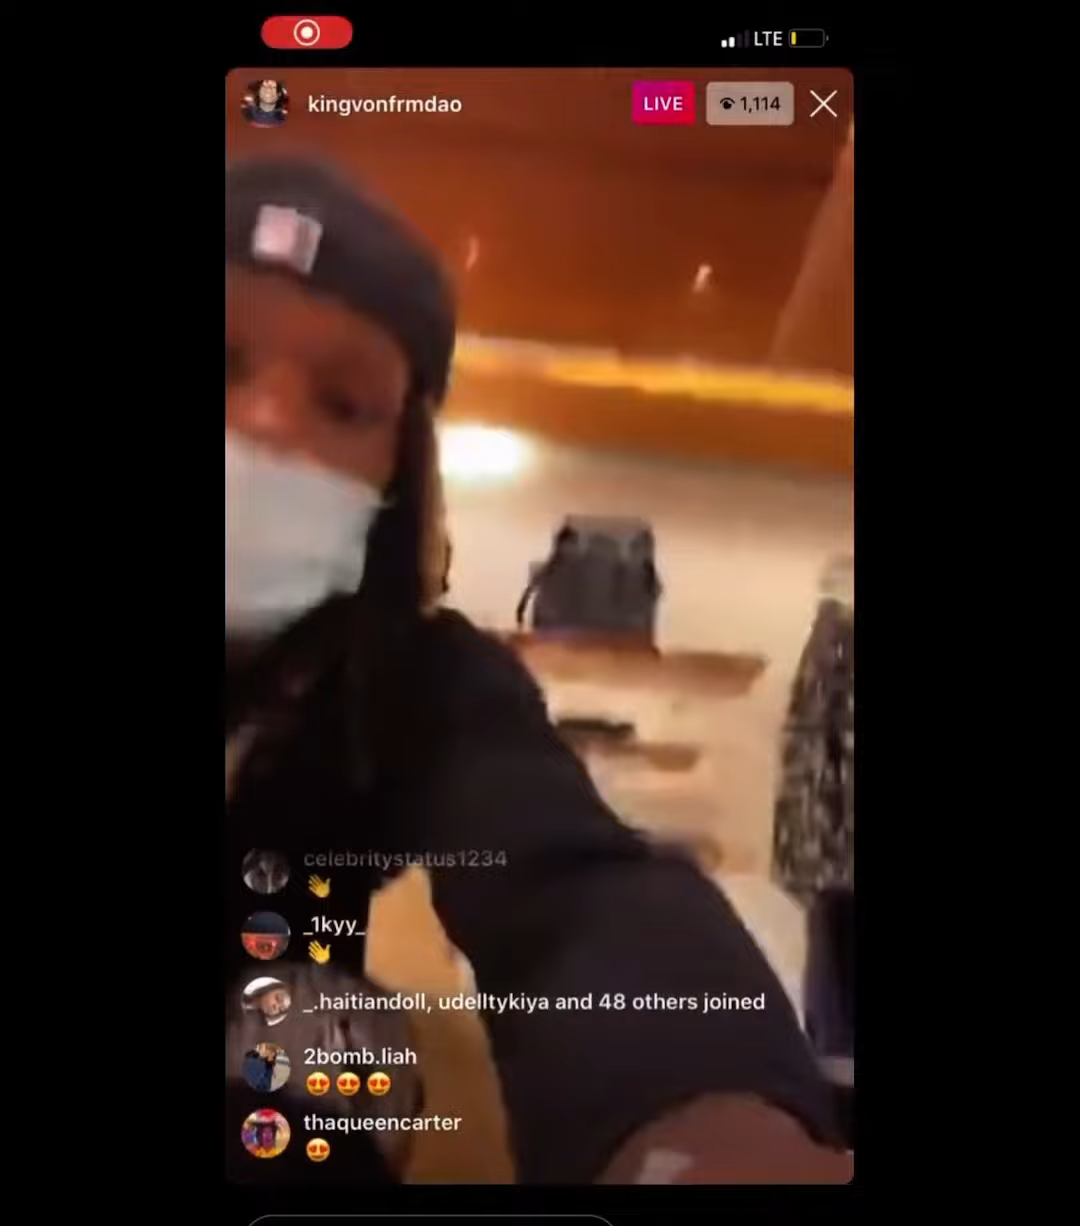 LTE
kingvonfrmdao
LIVE
1,114
celebritystatus1234
👋
_1kyy_
👋
_.haitiandoll, udelltykiya and 48 others joined
2bomb.liah
😍😍😍
thaqueencarter
😍